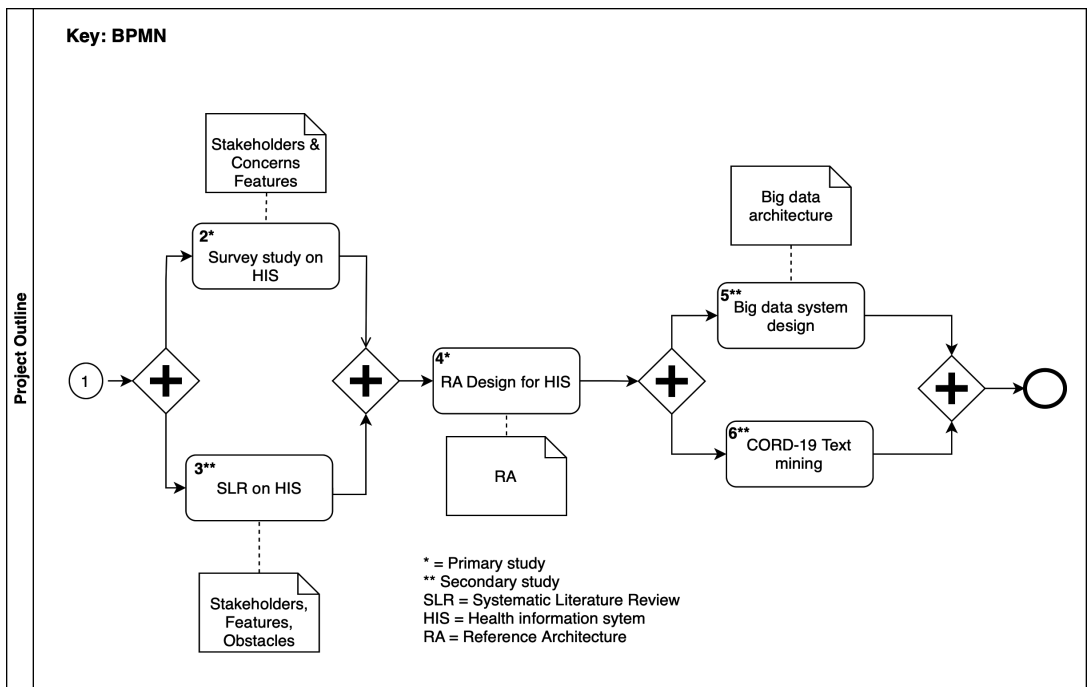 Key: BPMN
Project Outline
Stakeholders &
Concerns
Features
2*
Survey study on
HIS
1
3**
SLR on HIS
Stakeholders,
Features,
Obstacles
4*
RA Design for HIS
RA
Big data
architecture
5**
Big data system
design
6**
CORD-19 Text
mining
* = Primary study
** Secondary study
SLR = Systematic Literature Review
HIS = Health information sytem
RA = Reference Architecture